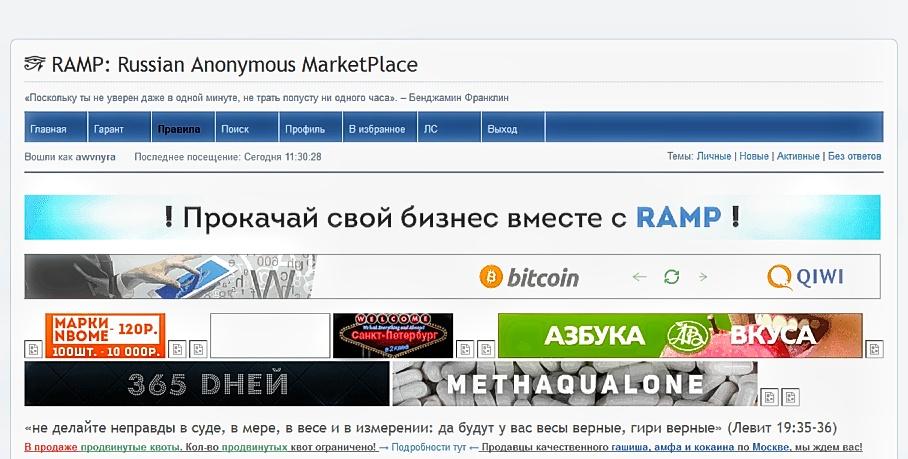 RAMP: Russian Anonymous MarketPlace
«Поскольку ты не уверен даже в одной минуте, не трать попусту ни одного часа». – Бенджамин Франклин
Главная Гарант Правила Поиск Профиль В избранное ЛС Выход
Вошли как awvnyra Последнее посещение: Сегодня 11:30:28 Темы: Личные | Новые | Активные | Без ответов
! Прокачай свой бизнес вместе с RAMP !
bitcoin QIWI
МАРКИ NBOME - 120Р.
100ШТ. - 10 000Р.
WELCOME
Санкт-Петербург
АЗБУКА ВКУСА
365 ДНЕЙ METHAQUALONE
«не делайте неправды в суде, в мере, в весе и в измерении: да будут у вас весы верные, гири верные» (Левит 19:35-36)
В продаже продвинутые квоты. Кол-во продвинутых квот ограничено! → Подробности тут ← Продавцы качественного гашиша, амфа и кокаина по Москве, мы ждем вас!